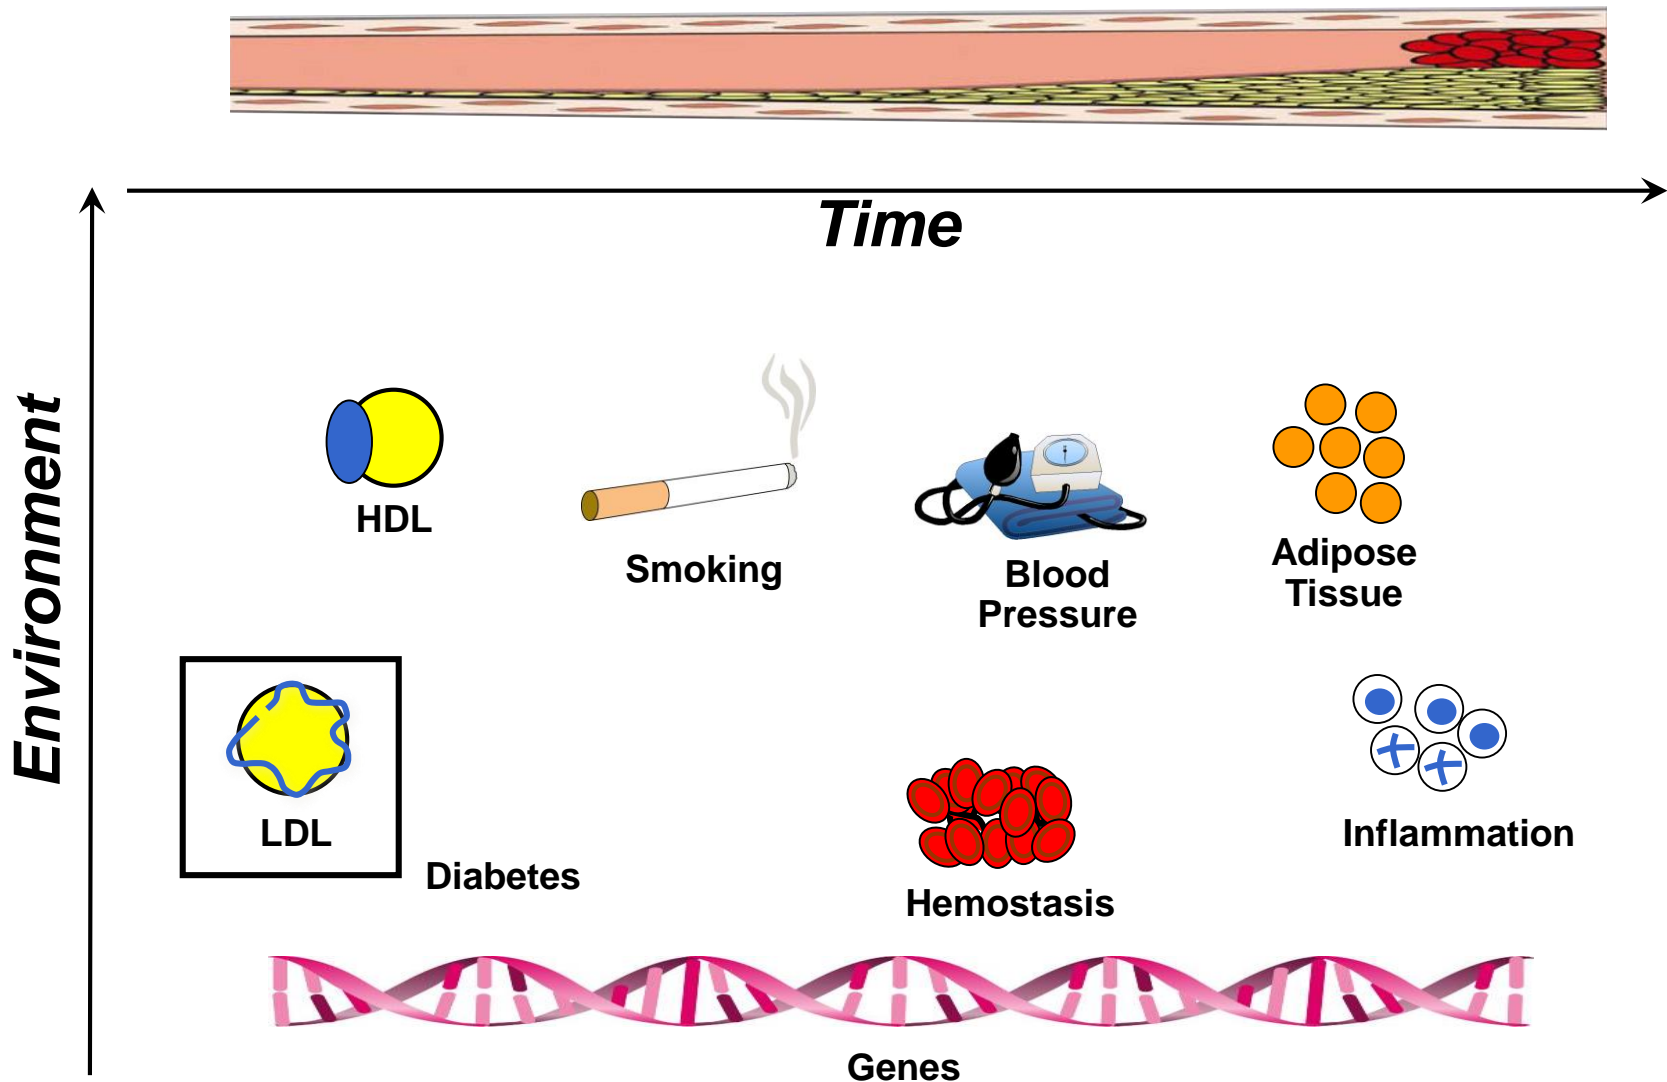 Time
Environment
HDL
Smoking
Blood
Pressure
Adipose
Tissue
LDL
Diabetes
Hemostasis
Inflammation
Genes